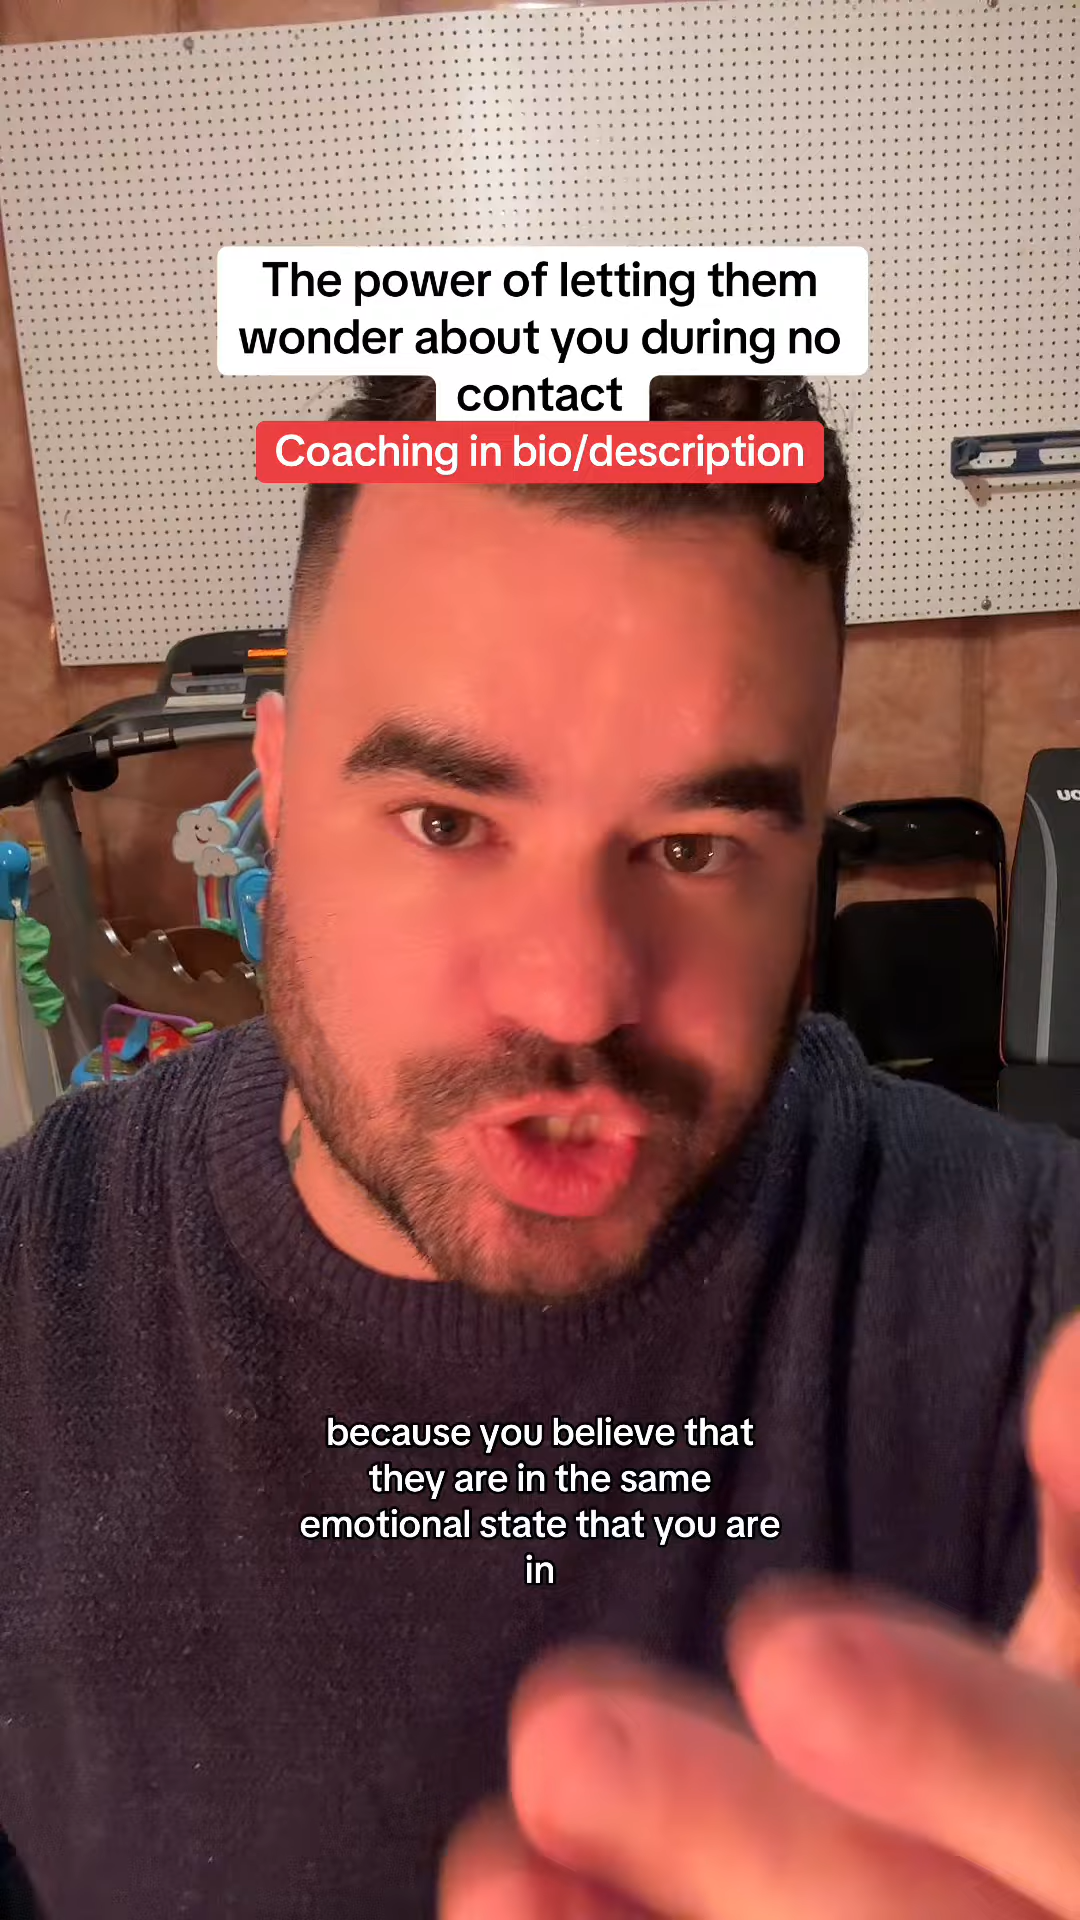 The power of letting them
wonder about you during no
contact
Coaching in bio/description
because you believe that
they are in the same
emotional state that you are
in